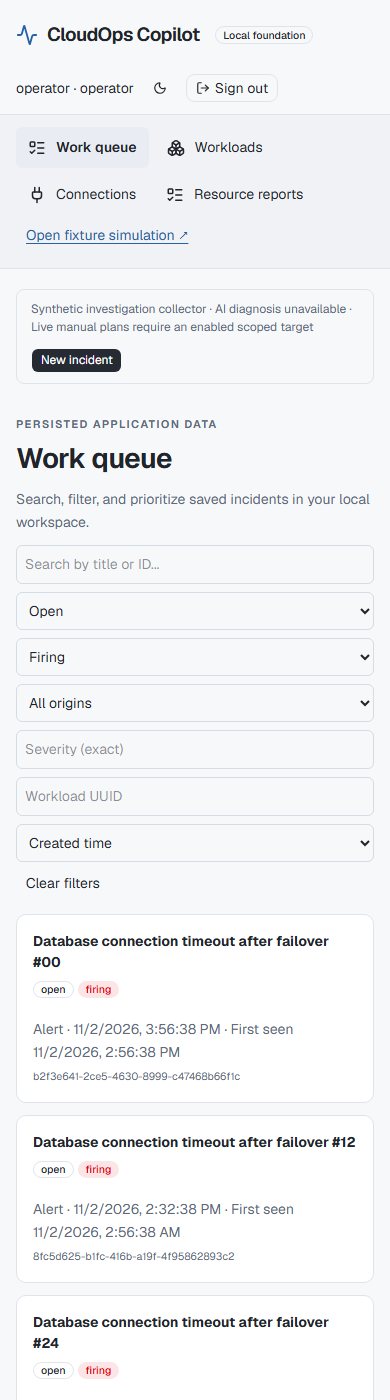 CloudOps Copilot
Local foundation
operator · operator
Sign out
Work queue
Workloads
Connections
Resource reports
Open fixture simulation ↗
Synthetic investigation collector · AI diagnosis unavailable ·
Live manual plans require an enabled scoped target
New incident
PERSISTED APPLICATION DATA
Work queue
Search, filter, and prioritize saved incidents in your local
workspace.
Search by title or ID...
Open
Firing
All origins
Severity (exact)
Workload UUID
Created time
Clear filters
Database connection timeout after failover
#00
open
firing
Alert · 11/2/2026, 3:56:38 PM · First seen
11/2/2026, 2:56:38 PM
b2f3e641-2ce5-4630-8999-c47468b66f1c
Database connection timeout after failover #12
open
firing
Alert · 11/2/2026, 2:32:38 PM · First seen
11/2/2026, 2:56:38 AM
8fc5d625-b1fc-416b-a19f-4f95862893c2
Database connection timeout after failover
#24
open
firing